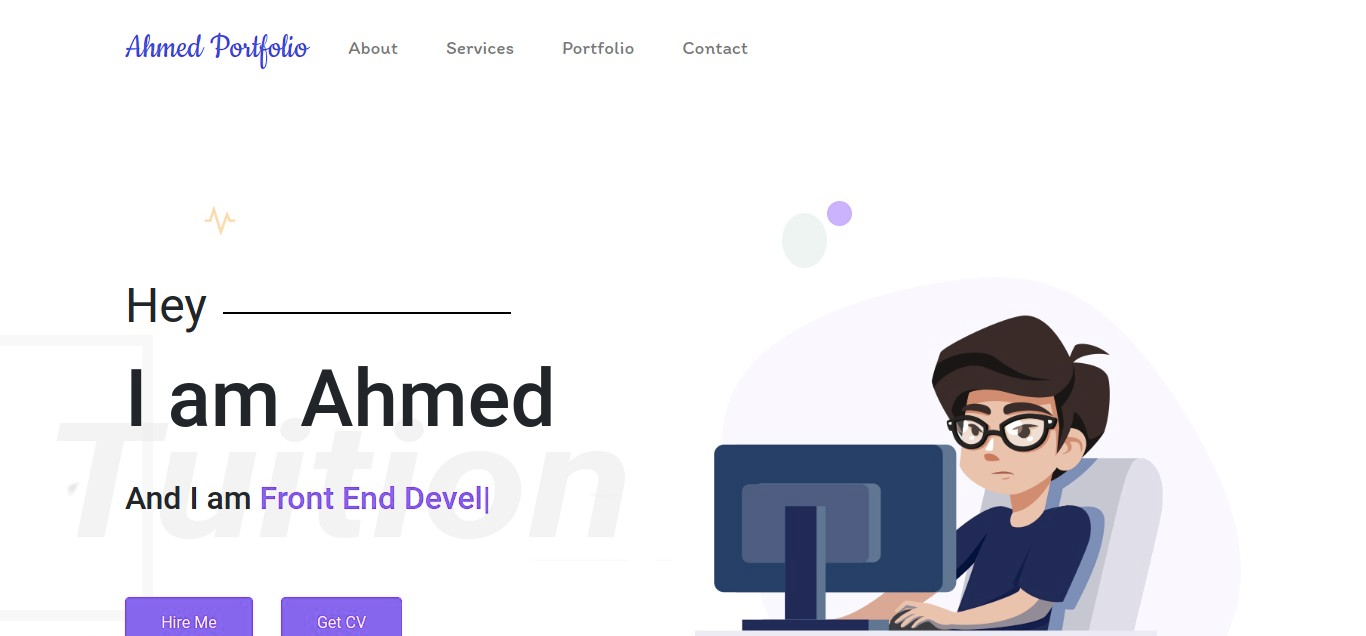 Ahmed Portfolio About Services Portfolio Contact
Hey
I am Ahmed
Tuition
And I am Front End Devel|
Hire Me Get CV